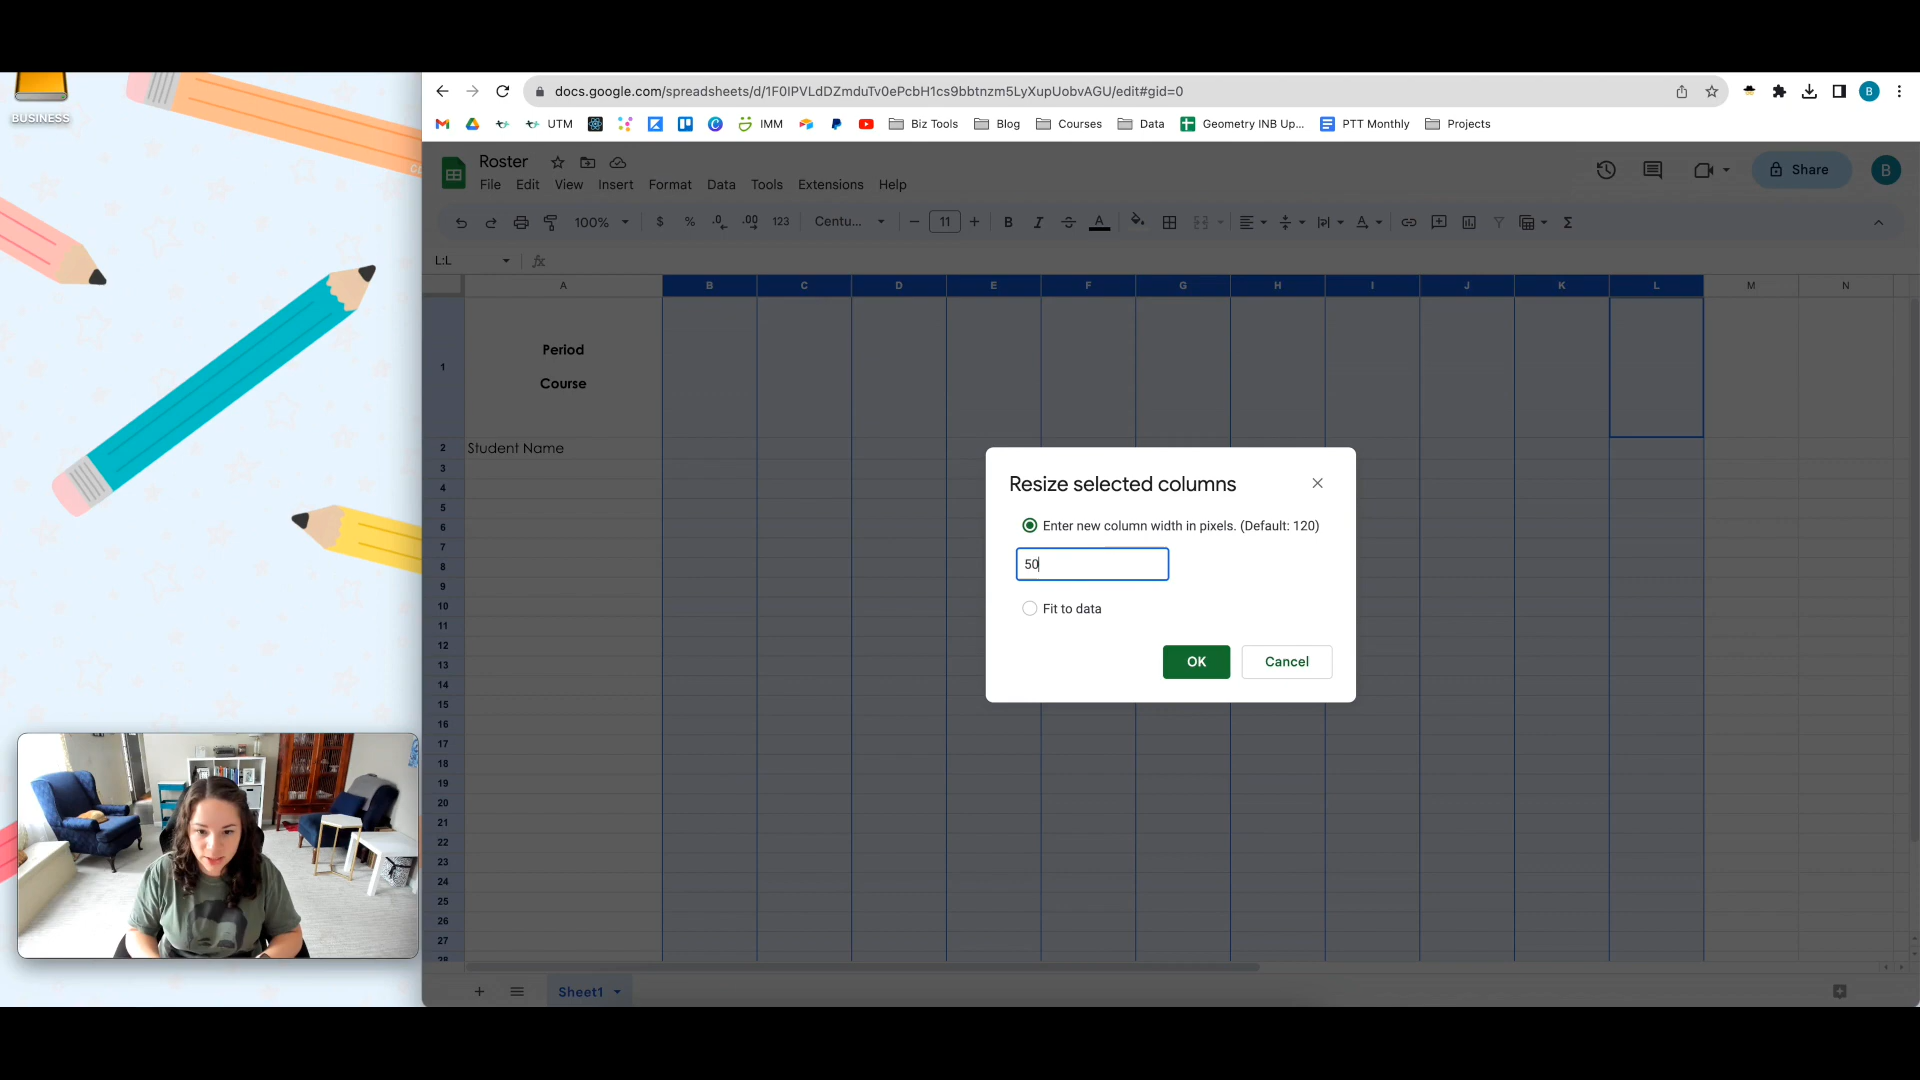 BUSINESS
docs.google.com/spreadsheets/d/1F0IPVLdDZmduTv0ePcbH1cs9bbtnzm5LyXupUobvAGU/edit#gid=0
B
UTM
IMM
Biz Tools
Blog
Courses
Data
Geometry INB Up...
PTT Monthly
Projects
Roster
File Edit View Insert Format Data Tools Extensions Help
Share
B
100%
$ % .0 .00 123
Centu...
11
B I A Σ
L:L
fx
A B C D E F G H I J K L M N
1
Period
Course
2 Student Name
3
4
5
6
7
8
9
10
11
12
13
14
15
16
17
18
19
20
21
22
23
24
25
26
27
28
Resize selected columns
Enter new column width in pixels. (Default: 120)
50
Fit to data
OK
Cancel
Sheet1